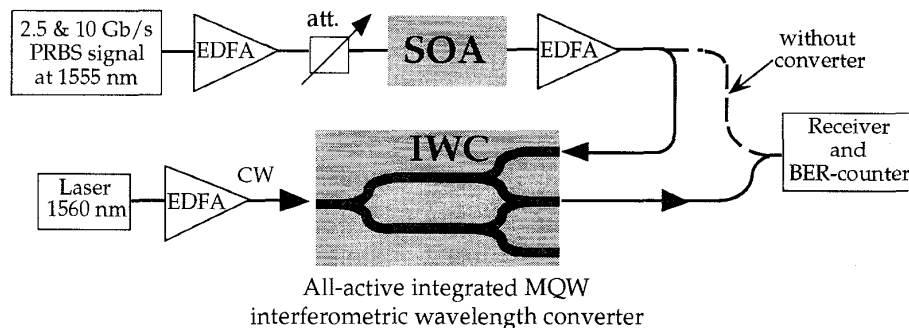 2.5 & 10 Gb/s
PRBS signal
at 1555 nm
EDFA
att.
SOA
EDFA
without
converter
Receiver
and
BER-counter
Laser
1560 nm
EDFA
CW
IWC
All-active integrated MQW
interferometric wavelength converter